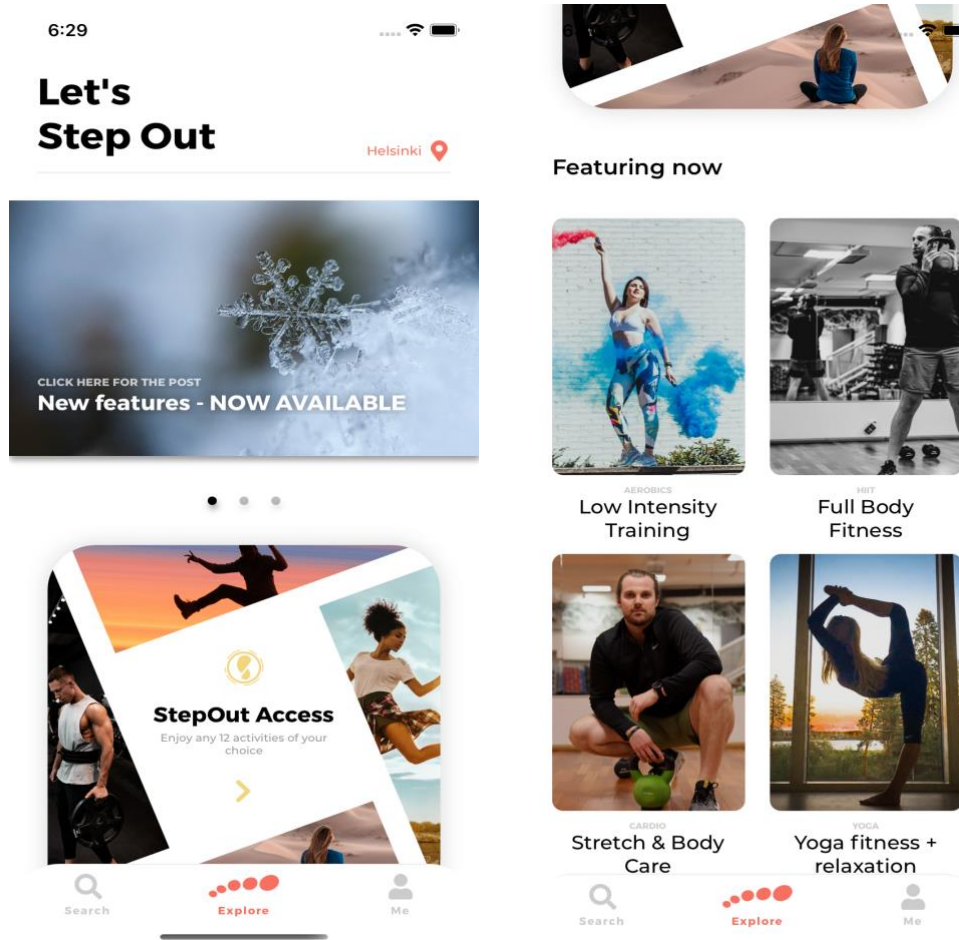 6:29
Let's
Step Out
Helsinki
CLICK HERE FOR THE POST
New features - NOW AVAILABLE
StepOut Access
Enjoy any 12 activities of your
choice
Search
Explore
Me
Featuring now
AEROBICS
Low Intensity
Training
HIIT
Full Body
Fitness
CARDIO
Stretch & Body
Care
YOGA
Yoga fitness +
relaxation
Search
Explore
Me